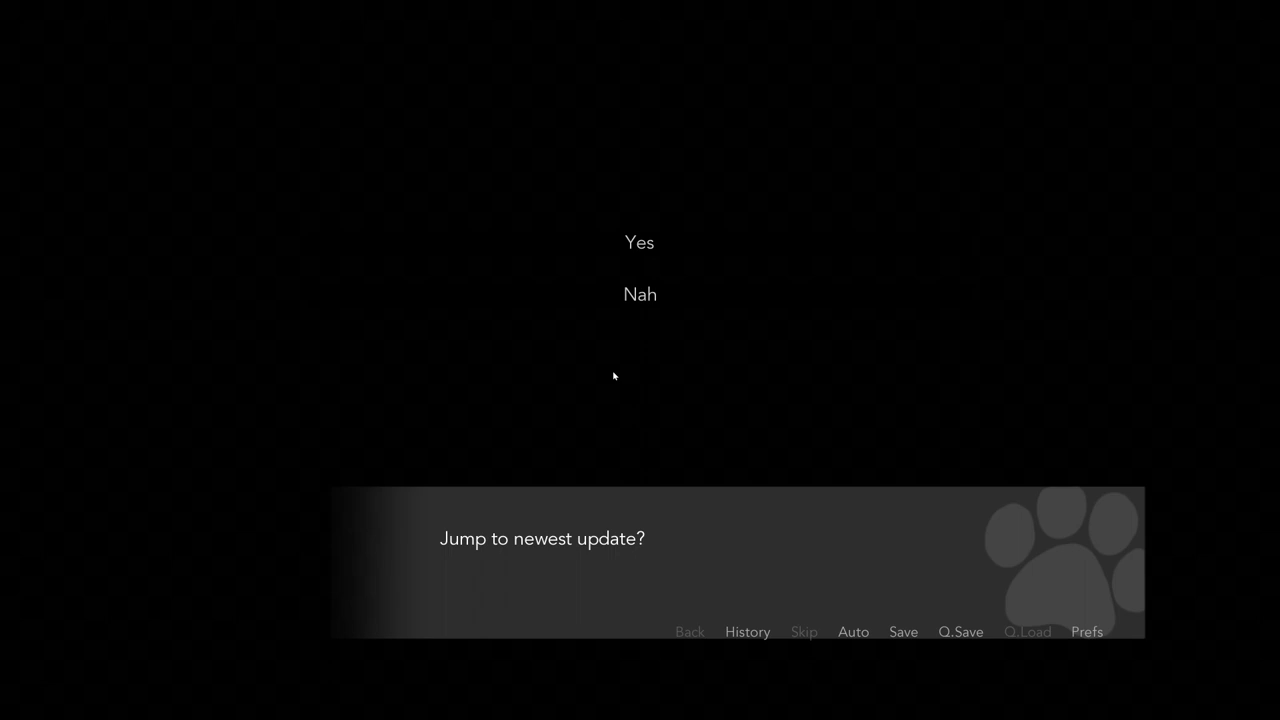 Yes
Nah
Jump to newest update?
Back History Skip Auto Save Q.Save Q.Load Prefs